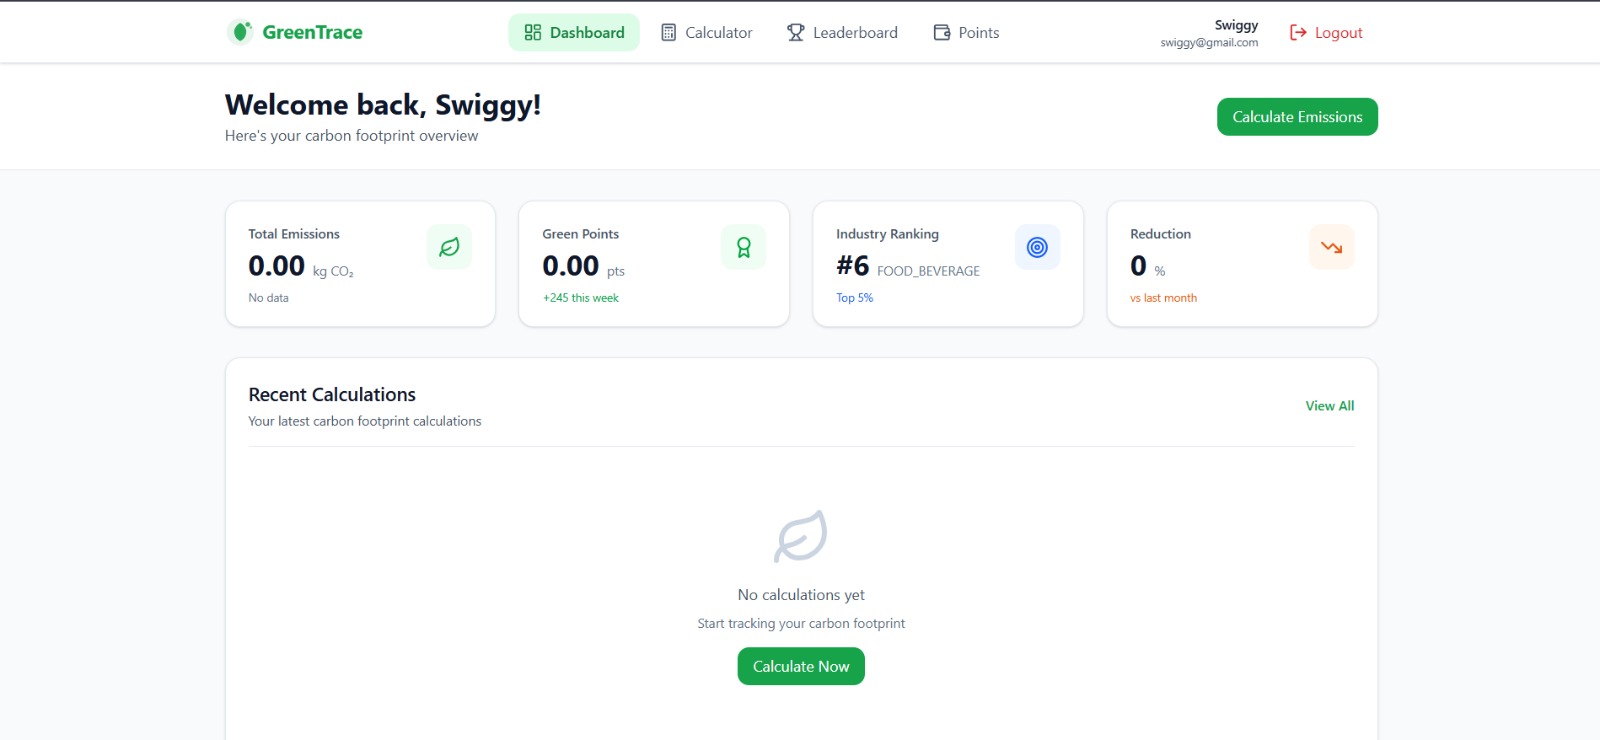 GreenTrace
Dashboard
Calculator
Leaderboard
Points
Swiggy
swiggy@gmail.com
Logout
Welcome back, Swiggy!
Here's your carbon footprint overview
Calculate Emissions
Total Emissions
0.00 kg CO₂
No data
Green Points
0.00 pts
+245 this week
Industry Ranking
#6 FOOD_BEVERAGE
Top 5%
Reduction
0 %
vs last month
Recent Calculations
Your latest carbon footprint calculations
View All
No calculations yet
Start tracking your carbon footprint
Calculate Now